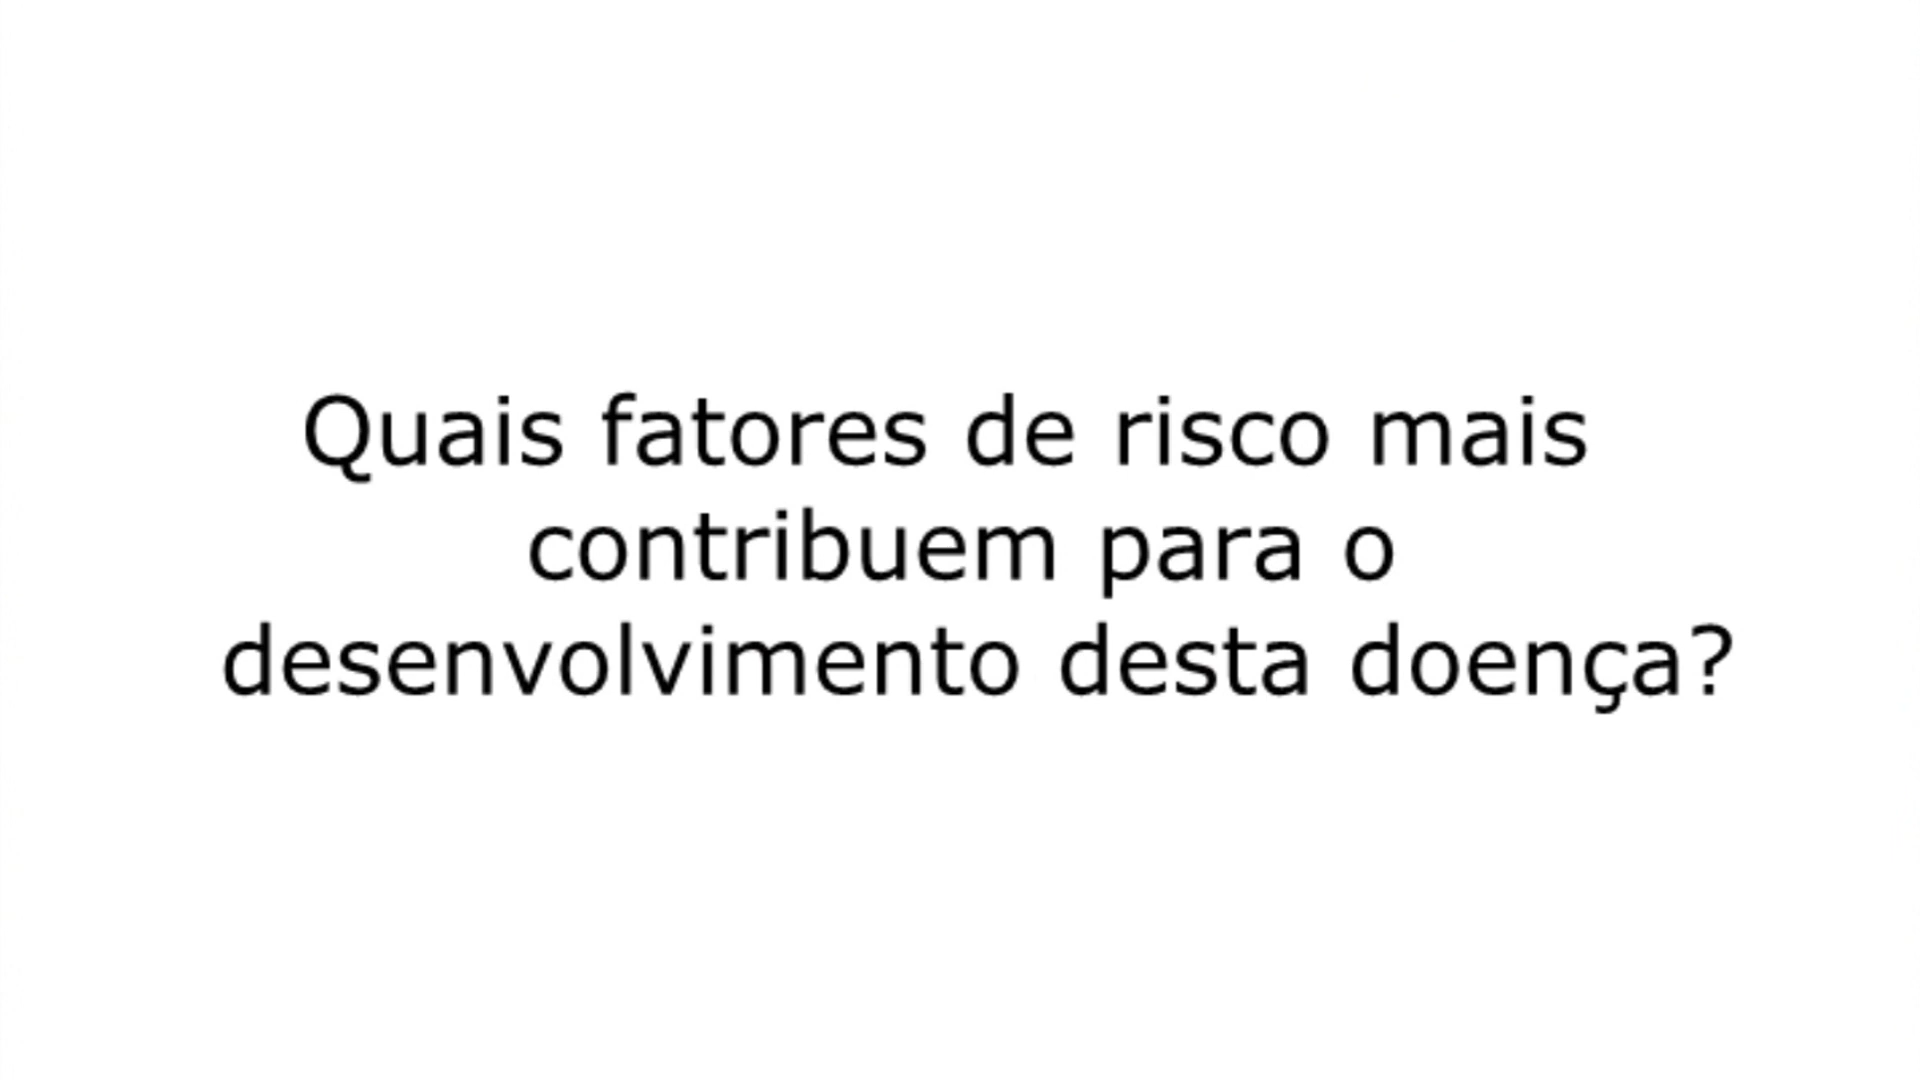 Quais fatores de risco mais
contribuem para o
desenvolvimento desta doença?